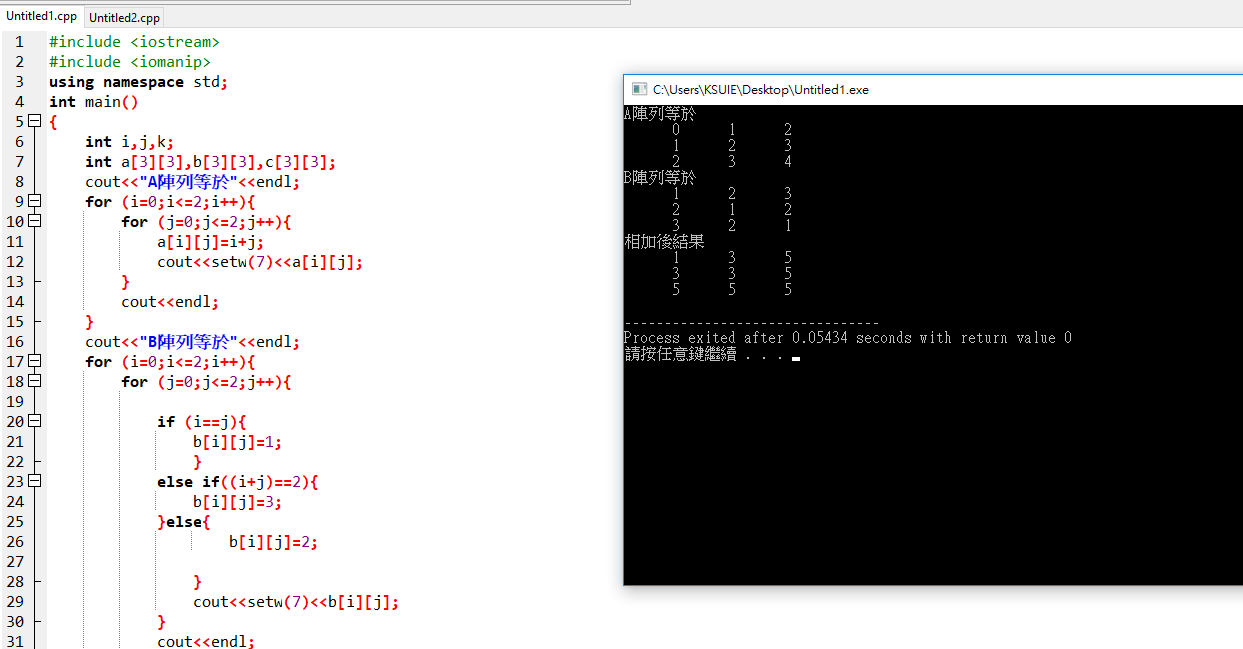 Untitled1.cpp Untitled2.cpp
1 #include <iostream>
2 #include <iomanip>
3 using namespace std;
4 int main()
5 {
6 int i,j,k;
7 int a[3][3],b[3][3],c[3][3];
8 cout<<"A陣列等於"<<endl;
9 for (i=0;i<=2;i++){
10 for (j=0;j<=2;j++){
11 a[i][j]=i+j;
12 cout<<setw(7)<<a[i][j];
13 }
14 cout<<endl;
15 }
16 cout<<"B陣列等於"<<endl;
17 for (i=0;i<=2;i++){
18 for (j=0;j<=2;j++){
19
20 if (i==j){
21 b[i][j]=1;
22 }
23 else if((i+j)==2){
24 b[i][j]=3;
25 }else{
26 b[i][j]=2;
27
28 }
29 cout<<setw(7)<<b[i][j];
30 }
31 cout<<endl;
C:\Users\KSUIE\Desktop\Untitled1.exe
A陣列等於
0 1 2
1 2 3
2 3 4
B陣列等於
1 2 3
2 1 2
3 2 1
相加後結果
1 3 5
3 3 5
5 5 5
--------------------------------
Process exited after 0.05434 seconds with return value 0
請按任意鍵繼續 . . .